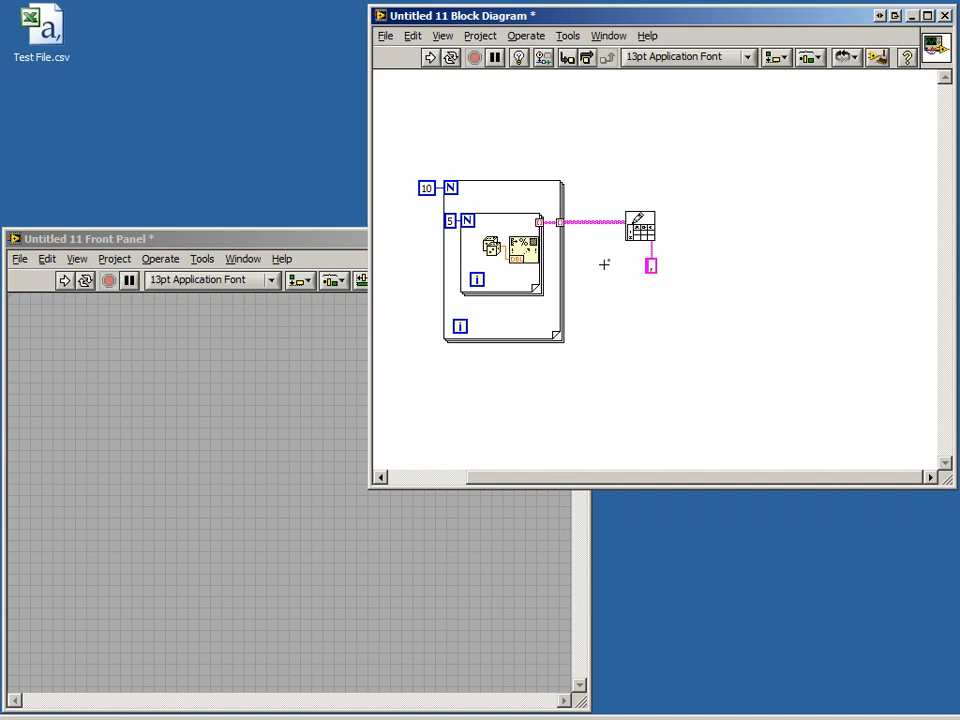 Test File.csv
Untitled 11 Block Diagram *
File Edit View Project Operate Tools Window Help
13pt Application Font
10 N
5 N
DBL
i
,
i
Untitled 11 Front Panel *
File Edit View Project Operate Tools Window Help
13pt Application Font